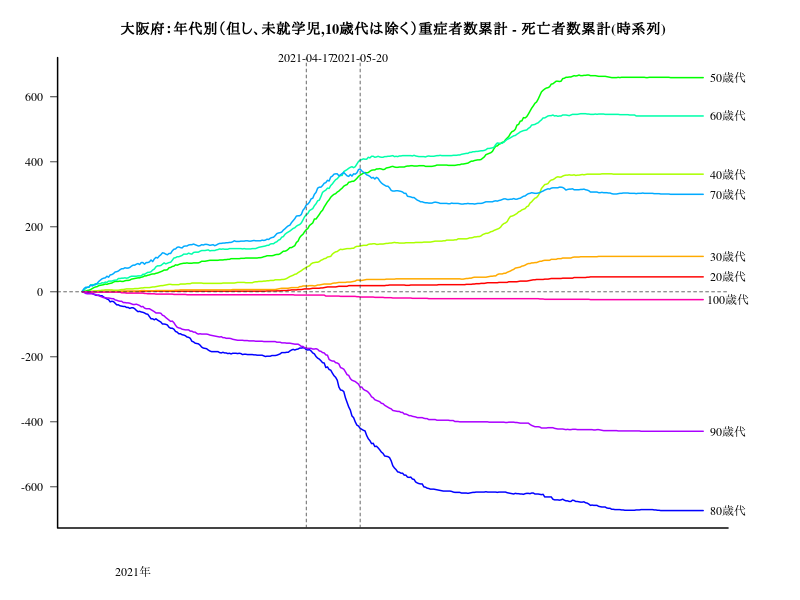 大阪府：年代別（但し、未就学児,10歳代は除く）重症者数累計 - 死亡者数累計(時系列)
2021-04-17
2021-05-20
600
400
200
0
-200
-400
-600
50歳代
60歳代
40歳代
70歳代
30歳代
20歳代
100歳代
90歳代
80歳代
2021年